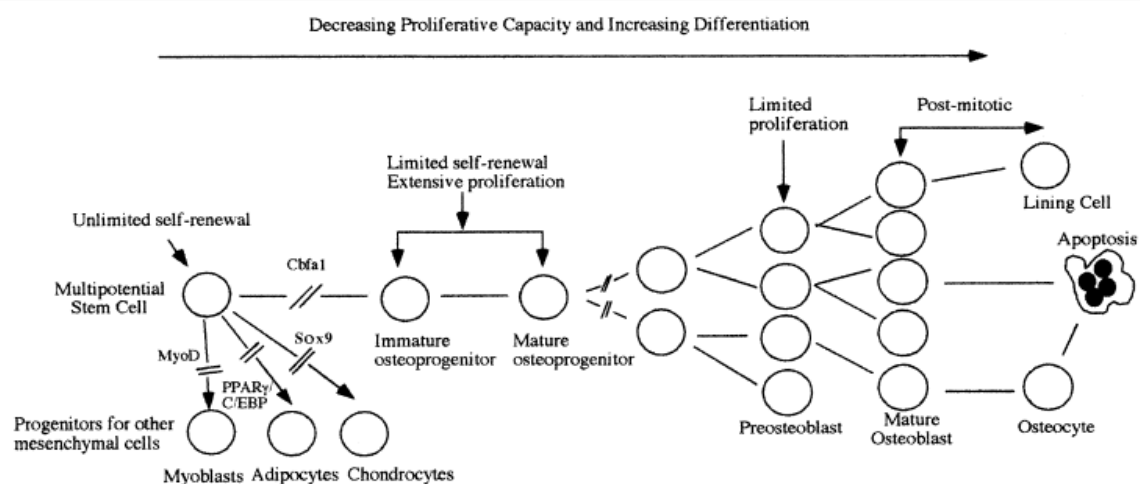 Decreasing Proliferative Capacity and Increasing Differentiation
Limited
proliferation
Post-mitotic
Limited self-renewal
Extensive proliferation
Unlimited self-renewal
Lining Cell
Apoptosis
Cbfa1
Multipotential
Stem Cell
Immature
osteoprogenitor
Mature
osteoprogenitor
MyoD
Sox9
PPARγ/
C/EBP
Progenitors for other
mesenchymal cells
Myoblasts
Adipocytes
Chondrocytes
Preosteoblast
Mature
Osteoblast
Osteocyte